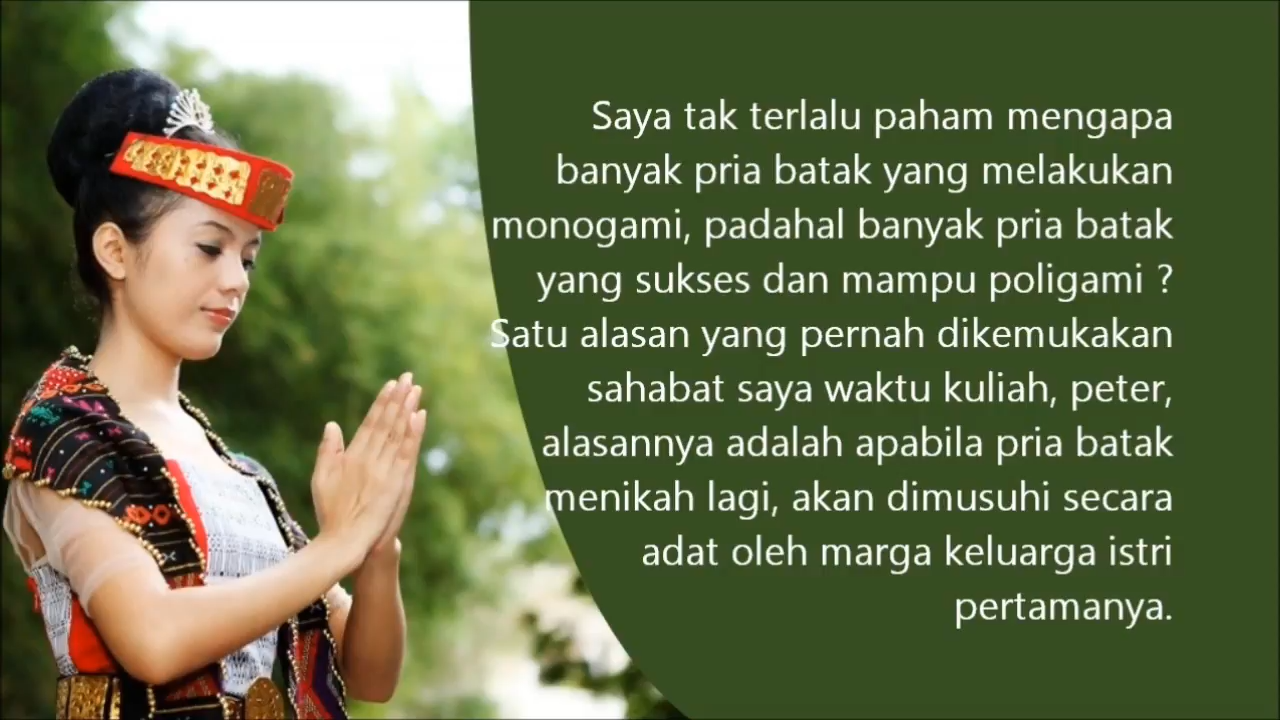 Saya tak terlalu paham mengapa
banyak pria batak yang melakukan
monogami, padahal banyak pria batak
yang sukses dan mampu poligami ?
Satu alasan yang pernah dikemukakan
sahabat saya waktu kuliah, peter,
alasannya adalah apabila pria batak
menikah lagi, akan dimusuhi secara
adat oleh marga keluarga istri
pertamanya.